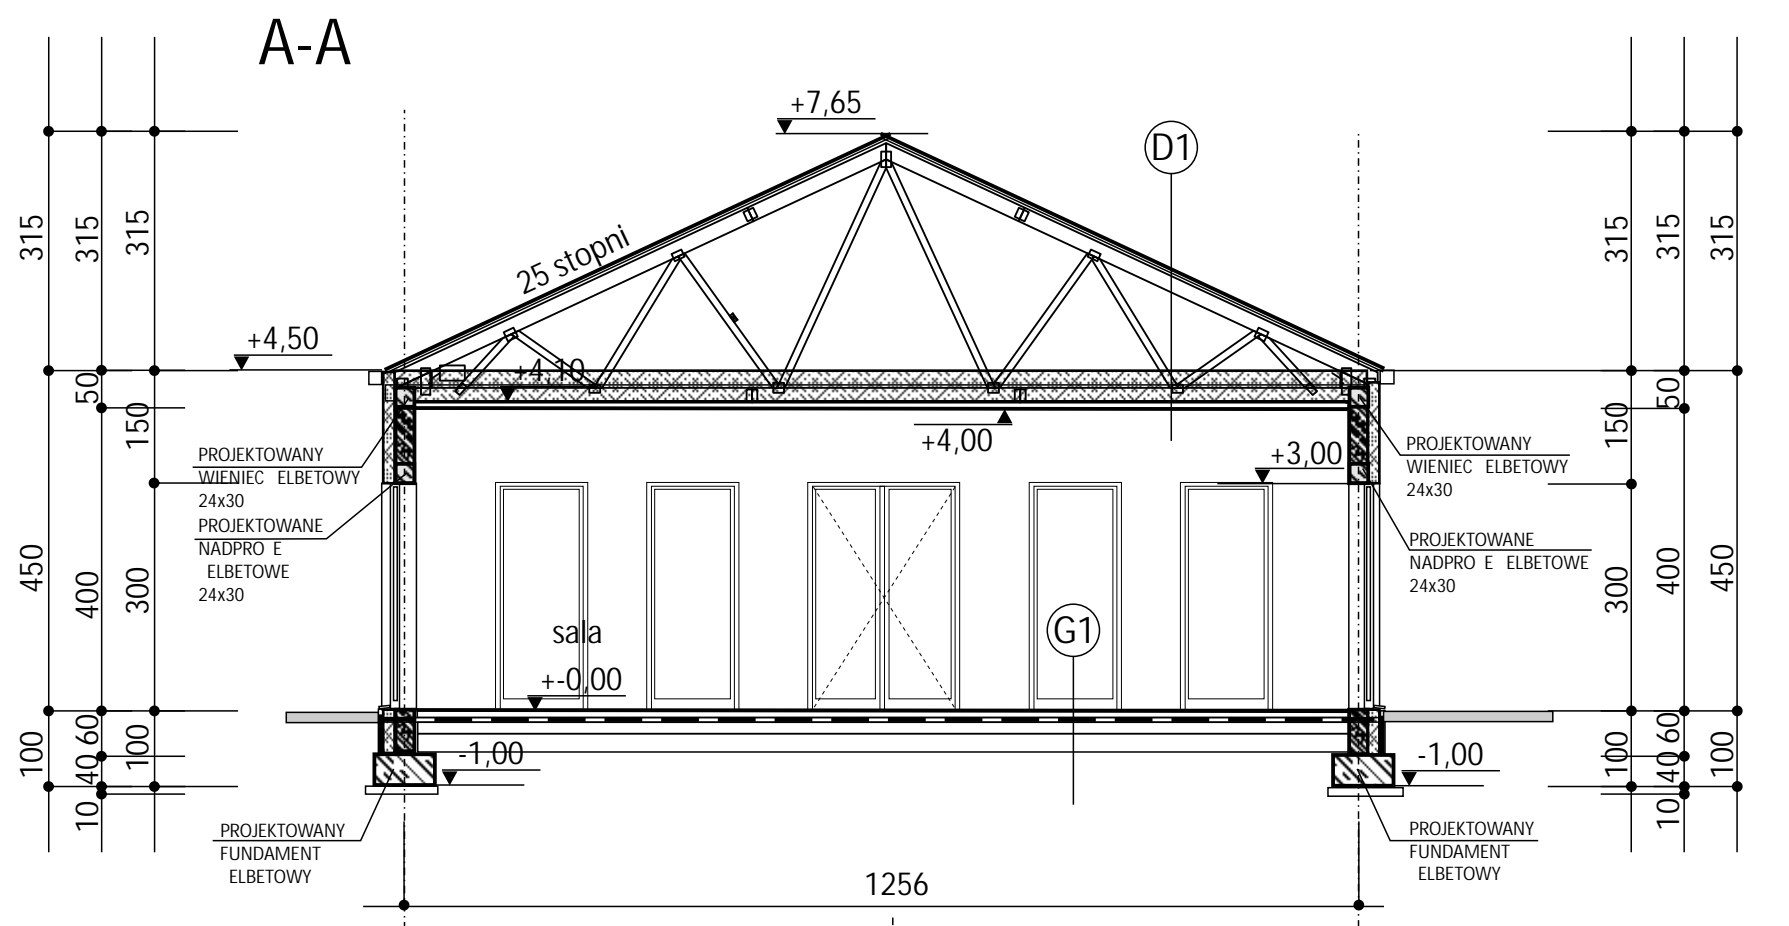 A-A
+7,65
D1
25 stopni
+4,50
+4,10
+4,00
+3,00
315
315
315
50
150
450
400
300
100
60
40
100
10
315
315
315
50
150
300
400
450
100
60
40
100
10
PROJEKTOWANY
WIENIEC ELBETOWY
24x30
PROJEKTOWANE
NADPRO E
ELBETOWE
24x30
PROJEKTOWANY
WIENIEC ELBETOWY
24x30
PROJEKTOWANE
NADPRO E ELBETOWE
24x30
sala
+-0,00
G1
-1,00
-1,00
PROJEKTOWANY
FUNDAMENT
ELBETOWY
PROJEKTOWANY
FUNDAMENT
ELBETOWY
1256